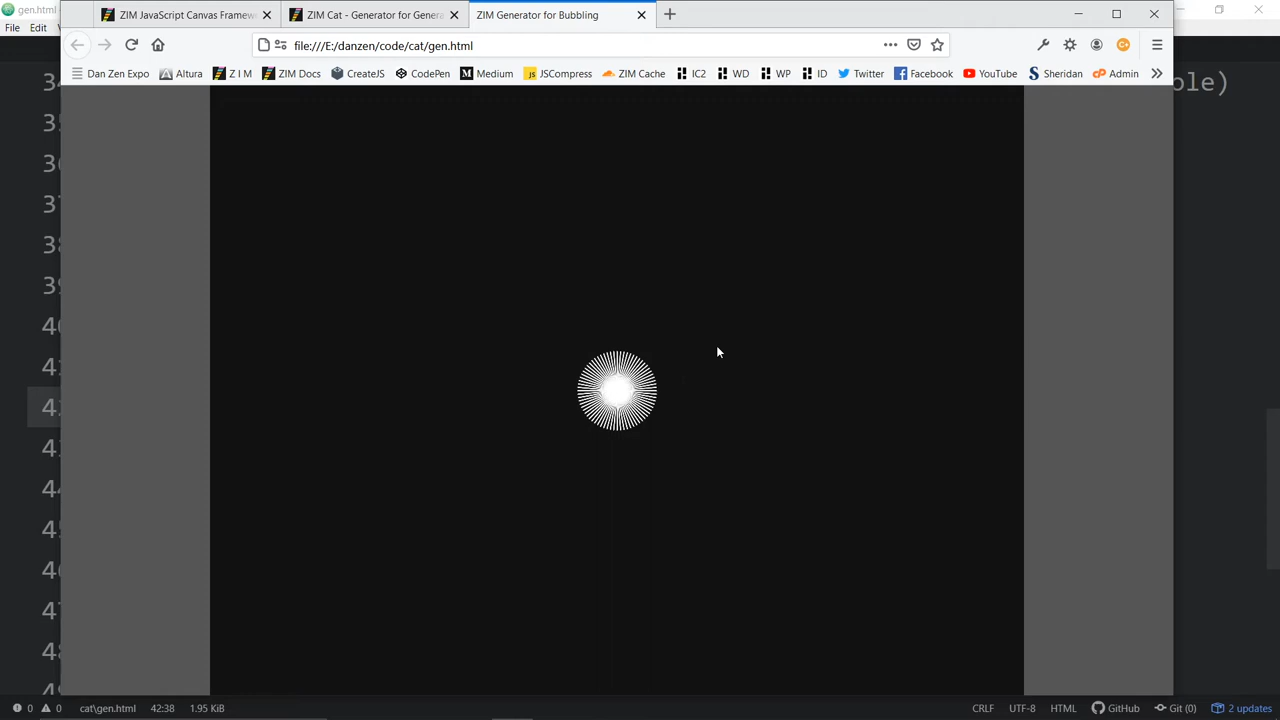 gen.html
ZIM JavaScript Canvas Framew
ZIM Cat - Generator for Genera
ZIM Generator for Bubbling
File Edit
file:///E:/danzen/code/cat/gen.html
Dan Zen Expo Altura Z I M ZIM Docs CreateJS CodePen Medium JSCompress ZIM Cache IC2 WD WP ID Twitter Facebook YouTube Sheridan Admin
ole)
42
0 0 cat\gen.html 42:38 1.95 KiB CRLF UTF-8 HTML GitHub Git (0) 2 updates